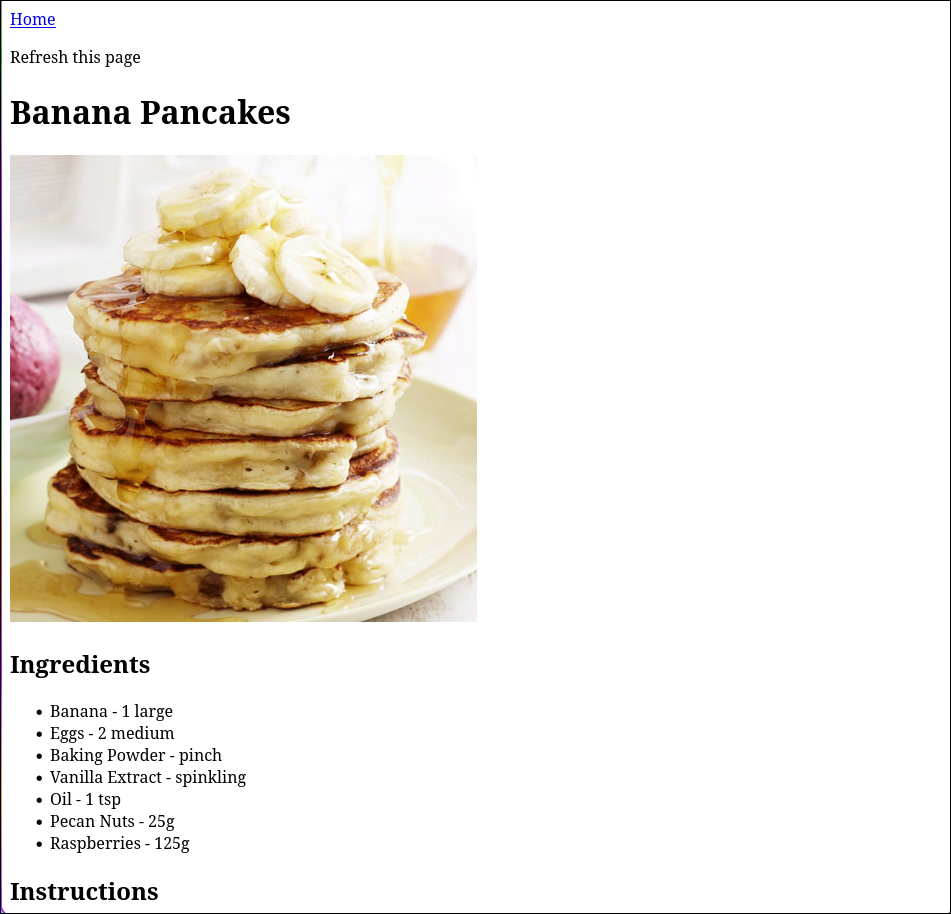 Home
Refresh this page
Banana Pancakes
Ingredients
Banana - 1 large
Eggs - 2 medium
Baking Powder - pinch
Vanilla Extract - spinkling
Oil - 1 tsp
Pecan Nuts - 25g
Raspberries - 125g
Instructions